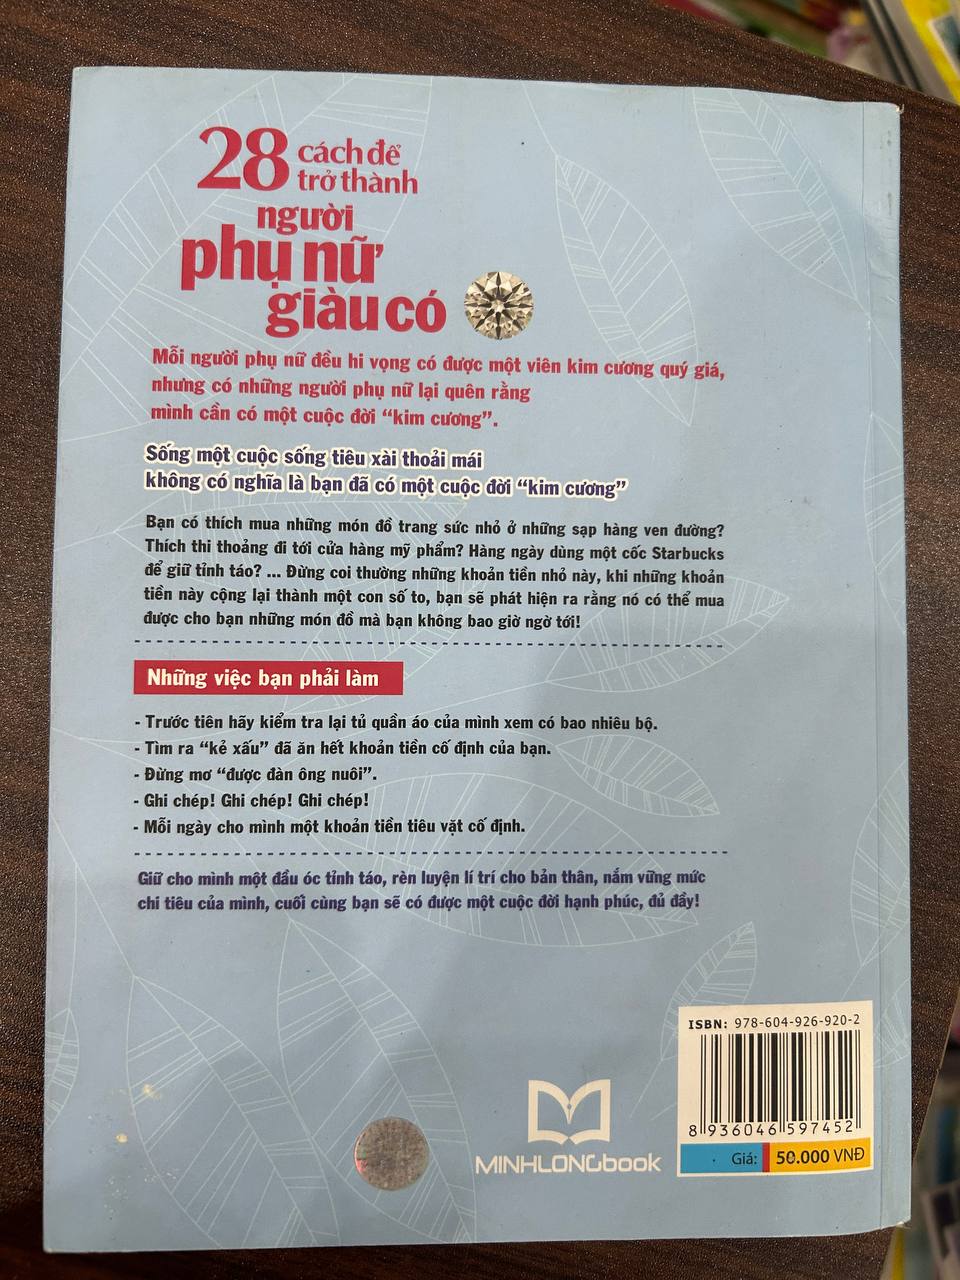 28 cách để
trở thành
người
phụ nữ
giàu có
Mỗi người phụ nữ đều hi vọng có được một viên kim cương quý giá,
nhưng có những người phụ nữ lại quên rằng
mình cần có một cuộc đời “kim cương”.
Sống một cuộc sống tiêu xài thoải mái
không có nghĩa là bạn đã có một cuộc đời “kim cương”
Bạn có thích mua những món đồ trang sức nhỏ ở những sạp hàng ven đường?
Thích thi thoảng đi tới cửa hàng mỹ phẩm? Hàng ngày dùng một cốc Starbucks
để giữ tỉnh táo? ... Đừng coi thường những khoản tiền nhỏ này, khi những khoản
tiền này cộng lại thành một con số to, bạn sẽ phát hiện ra rằng nó có thể mua
được cho bạn những món đồ mà bạn không bao giờ ngờ tới!
Những việc bạn phải làm
- Trước tiên hãy kiểm tra lại tủ quần áo của mình xem có bao nhiêu bộ.
- Tìm ra “kẻ xấu” đã ăn hết khoản tiền cố định của bạn.
- Đừng mơ “được đàn ông nuôi”.
- Ghi chép! Ghi chép! Ghi chép!
- Mỗi ngày cho mình một khoản tiền tiêu vặt cố định.
Giữ cho mình một đầu óc tỉnh táo, rèn luyện lí trí cho bản thân, nắm vững mức
chi tiêu của mình, cuối cùng bạn sẽ có được một cuộc đời hạnh phúc, đủ đầy!
ISBN: 978-604-926-920-2
8 936046 597452
MINHLONGbook
Giá: 50.000 VNĐ